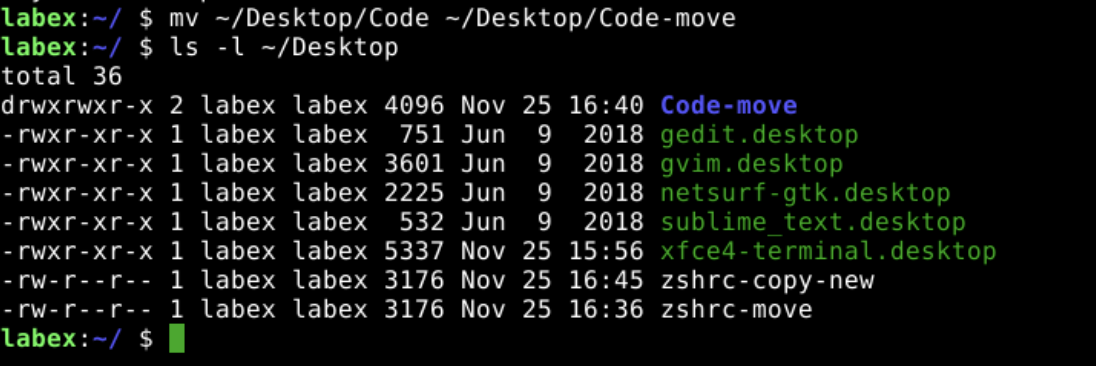 labex:~/ $ mv ~/Desktop/Code ~/Desktop/Code-move
labex:~/ $ ls -l ~/Desktop
total 36
drwxrwxr-x 2 labex labex 4096 Nov 25 16:40 Code-move
-rwxr-xr-x 1 labex labex  751 Jun  9  2018 gedit.desktop
-rwxr-xr-x 1 labex labex 3601 Jun  9  2018 gvim.desktop
-rwxr-xr-x 1 labex labex 2225 Jun  9  2018 netsurf-gtk.desktop
-rwxr-xr-x 1 labex labex  532 Jun  9  2018 sublime_text.desktop
-rwxr-xr-x 1 labex labex 5337 Nov 25 15:56 xfce4-terminal.desktop
-rw-r--r-- 1 labex labex 3176 Nov 25 16:45 zshrc-copy-new
-rw-r--r-- 1 labex labex 3176 Nov 25 16:36 zshrc-move
labex:~/ $